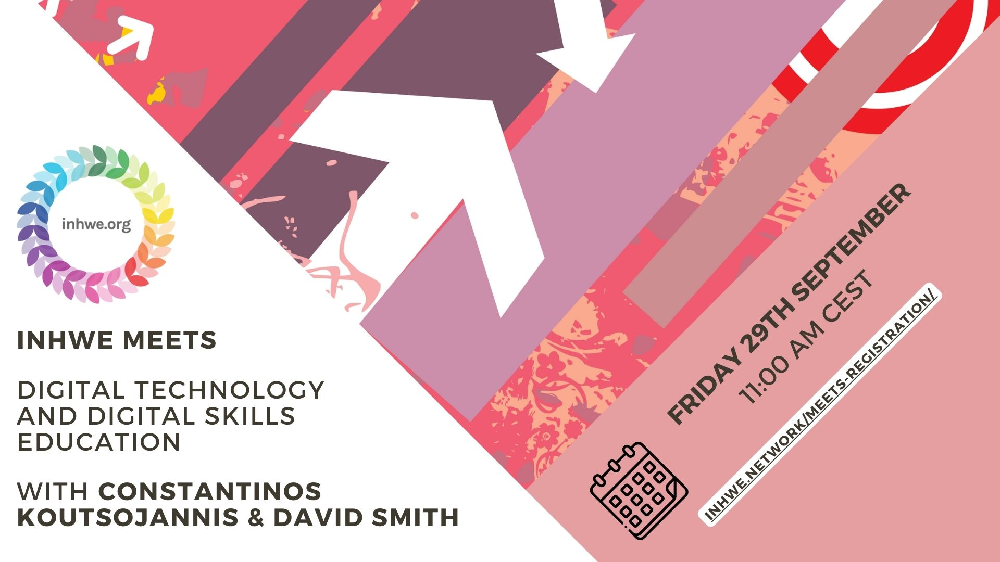 inhwe.org
INHWE MEETS
DIGITAL TECHNOLOGY
AND DIGITAL SKILLS
EDUCATION
WITH CONSTANTINOS
KOUTSOJANNIS & DAVID SMITH
FRIDAY 29TH SEPTEMBER
11:00 AM CEST
INHWE.NETWORK/MEETS-REGISTRATION/